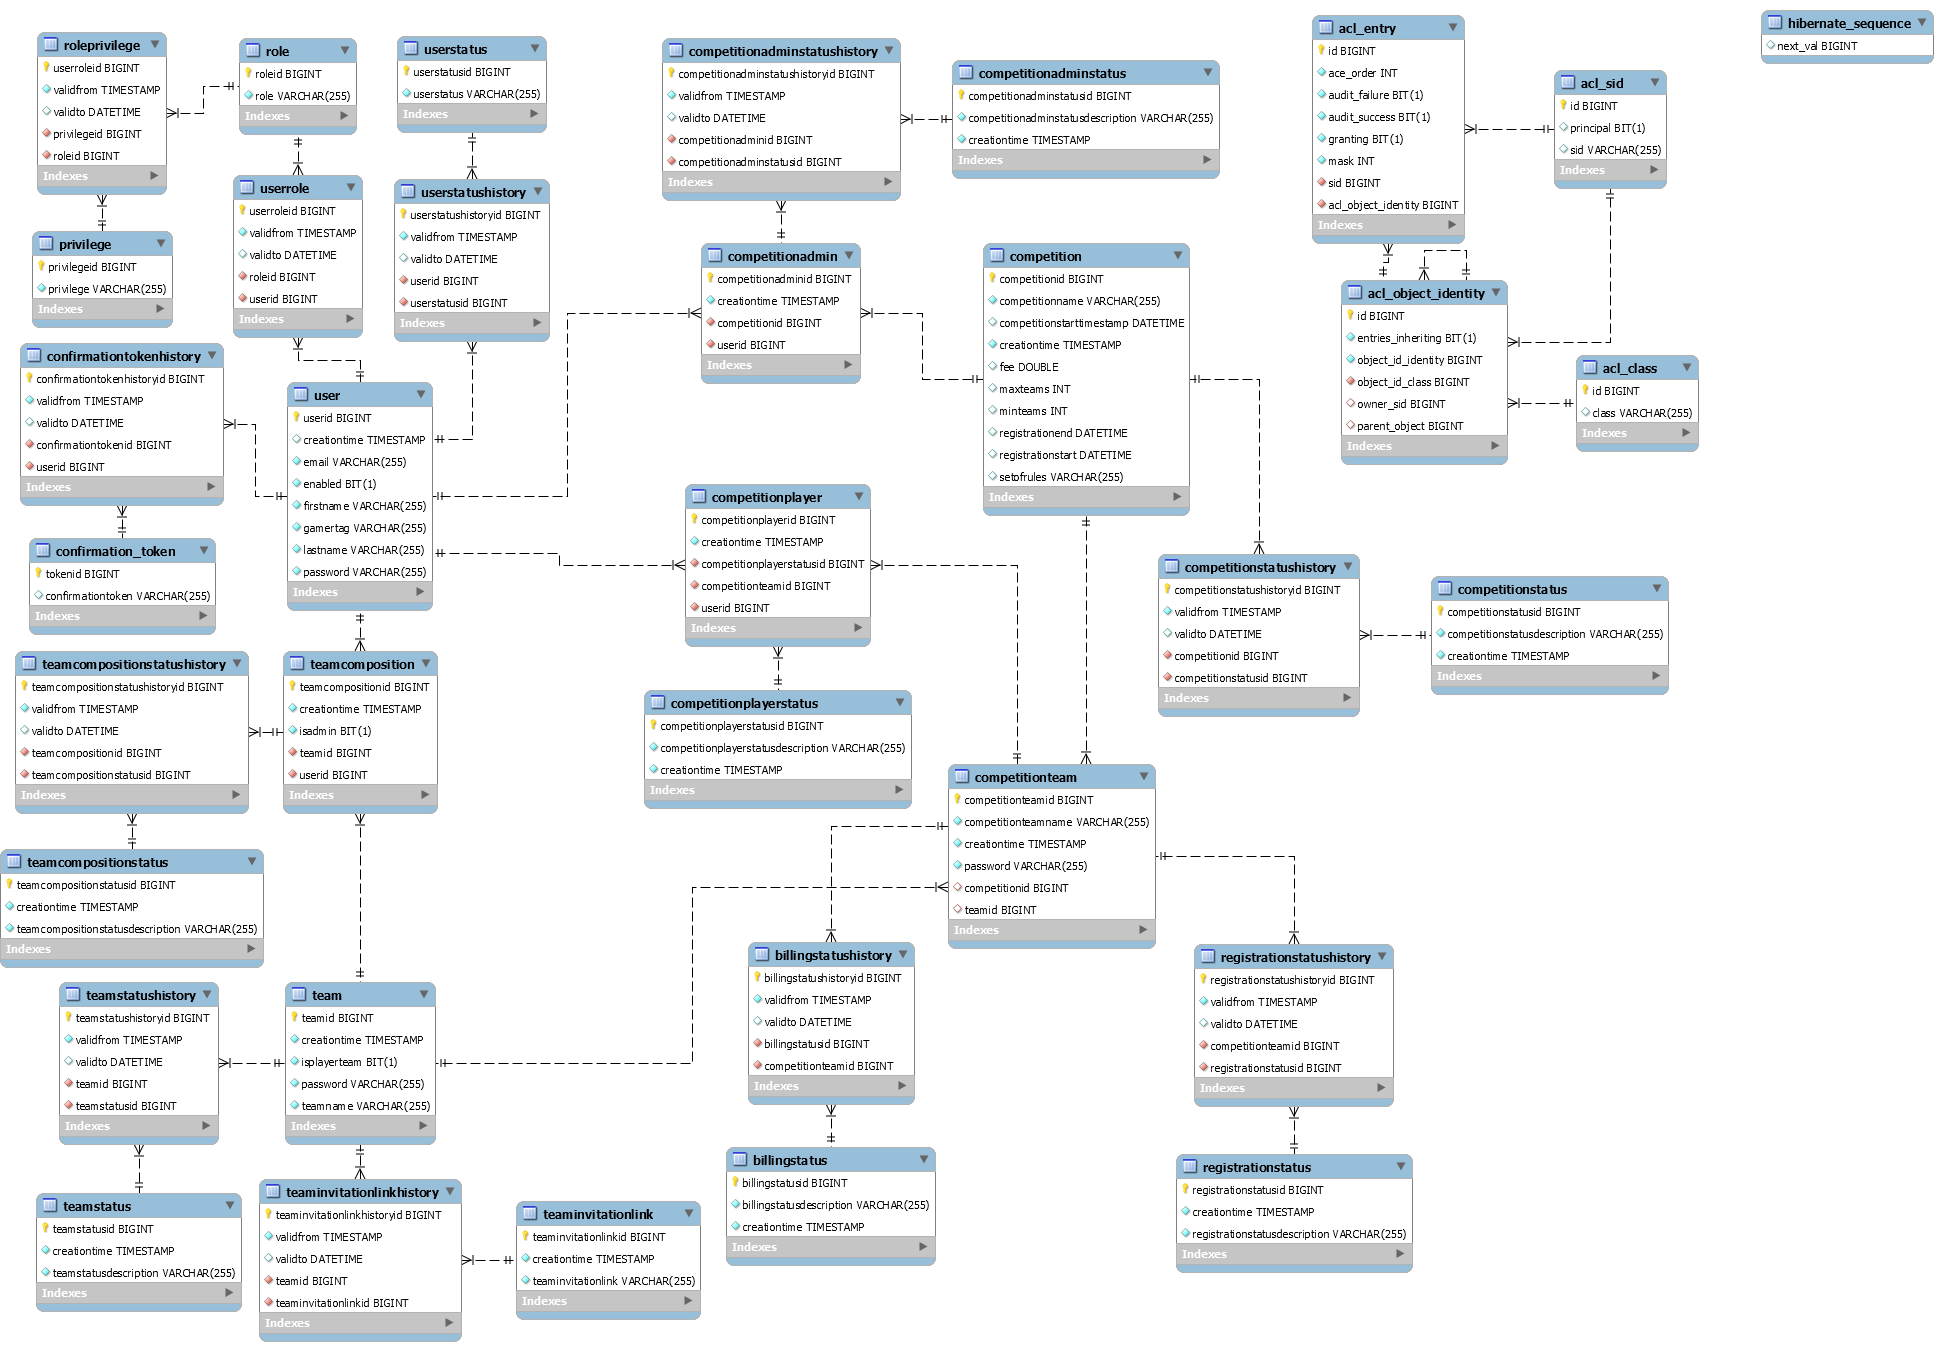 roleprivilege
userroleid BIGINT
validfrom TIMESTAMP
validto DATETIME
privilegeid BIGINT
roleid BIGINT
Indexes
role
roleid BIGINT
role VARCHAR(255)
Indexes
userstatus
userstatusid BIGINT
userstatus VARCHAR(255)
Indexes
competitionadminstatushistory
competitionadminstatushistoryid BIGINT
validfrom TIMESTAMP
validto DATETIME
competitionadminid BIGINT
competitionadminstatusid BIGINT
Indexes
competitionadminstatus
competitionadminstatusid BIGINT
competitionadminstatusdescription VARCHAR(255)
creationtime TIMESTAMP
Indexes
acl_entry
id BIGINT
ace_order INT
audit_failure BIT(1)
audit_success BIT(1)
granting BIT(1)
mask INT
sid BIGINT
acl_object_identity BIGINT
Indexes
acl_sid
id BIGINT
principal BIT(1)
sid VARCHAR(255)
Indexes
hibernate_sequence
next_val BIGINT
privilege
privilegeid BIGINT
privilege VARCHAR(255)
Indexes
userrole
userroleid BIGINT
validfrom TIMESTAMP
validto DATETIME
roleid BIGINT
userid BIGINT
Indexes
userstatushistory
userstatushistoryid BIGINT
validfrom TIMESTAMP
validto DATETIME
userid BIGINT
userstatusid BIGINT
Indexes
competitionadmin
competitionadminid BIGINT
creationtime TIMESTAMP
competitionid BIGINT
userid BIGINT
Indexes
competition
competitionid BIGINT
competitionname VARCHAR(255)
competitionstarttimestamp DATETIME
creationtime TIMESTAMP
fee DOUBLE
maxteams INT
minteams INT
registrationend DATETIME
registrationstart DATETIME
setofrules VARCHAR(255)
Indexes
acl_object_identity
id BIGINT
entries_inheriting BIT(1)
object_id_identity BIGINT
object_id_class BIGINT
owner_sid BIGINT
parent_object BIGINT
Indexes
acl_class
id BIGINT
class VARCHAR(255)
Indexes
confirmationtokenhistory
confirmationtokenhistoryid BIGINT
validfrom TIMESTAMP
validto DATETIME
confirmationtokenid BIGINT
userid BIGINT
Indexes
user
userid BIGINT
creationtime TIMESTAMP
email VARCHAR(255)
enabled BIT(1)
firstname VARCHAR(255)
gamertag VARCHAR(255)
lastname VARCHAR(255)
password VARCHAR(255)
Indexes
confirmation_token
tokenid BIGINT
confirmationtoken VARCHAR(255)
Indexes
competitionplayer
competitionplayerid BIGINT
creationtime TIMESTAMP
competitionplayerstatusid BIGINT
competitionteamid BIGINT
userid BIGINT
Indexes
competitionstatushistory
competitionstatushistoryid BIGINT
validfrom TIMESTAMP
validto DATETIME
competitionid BIGINT
competitionstatusid BIGINT
Indexes
competitionstatus
competitionstatusid BIGINT
competitionstatusdescription VARCHAR(255)
creationtime TIMESTAMP
Indexes
teamcompositionstatushistory
teamcompositionstatushistoryid BIGINT
validfrom TIMESTAMP
validto DATETIME
teamcompositionid BIGINT
teamcompositionstatusid BIGINT
Indexes
teamcomposition
teamcompositionid BIGINT
creationtime TIMESTAMP
isadmin BIT(1)
teamid BIGINT
userid BIGINT
Indexes
competitionplayerstatus
competitionplayerstatusid BIGINT
competitionplayerstatusdescription VARCHAR(255)
creationtime TIMESTAMP
Indexes
competitionteam
competitionteamid BIGINT
competitionteamname VARCHAR(255)
creationtime TIMESTAMP
password VARCHAR(255)
competitionid BIGINT
teamid BIGINT
Indexes
teamcompositionstatus
teamcompositionstatusid BIGINT
creationtime TIMESTAMP
teamcompositionstatusdescription VARCHAR(255)
Indexes
billingstatushistory
billingstatushistoryid BIGINT
validfrom TIMESTAMP
validto DATETIME
billingstatusid BIGINT
competitionteamid BIGINT
Indexes
registrationstatushistory
registrationstatushistoryid BIGINT
validfrom TIMESTAMP
validto DATETIME
competitionteamid BIGINT
registrationstatusid BIGINT
Indexes
teamstatushistory
teamstatushistoryid BIGINT
validfrom TIMESTAMP
validto DATETIME
teamid BIGINT
teamstatusid BIGINT
Indexes
team
teamid BIGINT
creationtime TIMESTAMP
isplayerteam BIT(1)
password VARCHAR(255)
teamname VARCHAR(255)
Indexes
billingstatus
billingstatusid BIGINT
billingstatusdescription VARCHAR(255)
creationtime TIMESTAMP
Indexes
registrationstatus
registrationstatusid BIGINT
creationtime TIMESTAMP
registrationstatusdescription VARCHAR(255)
Indexes
teamstatus
teamstatusid BIGINT
creationtime TIMESTAMP
teamstatusdescription VARCHAR(255)
Indexes
teaminvitationlinkhistory
teaminvitationlinkhistoryid BIGINT
validfrom TIMESTAMP
validto DATETIME
teamid BIGINT
teaminvitationlinkid BIGINT
Indexes
teaminvitationlink
teaminvitationlinkid BIGINT
creationtime TIMESTAMP
teaminvitationlink VARCHAR(255)
Indexes